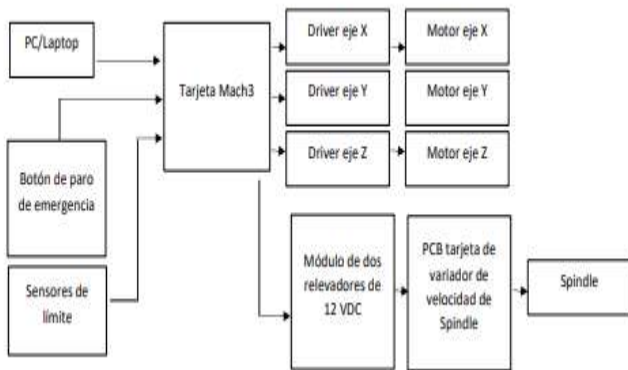 PC/Laptop
Botón de paro
de emergencia
Sensores de
límite
Tarjeta Mach3
Driver eje X
Motor eje X
Driver eje Y
Motor eje Y
Driver eje Z
Motor eje Z
Módulo de dos
relevadores de
12 VDC
PCB tarjeta de
variador de
velocidad de
Spindle
Spindle